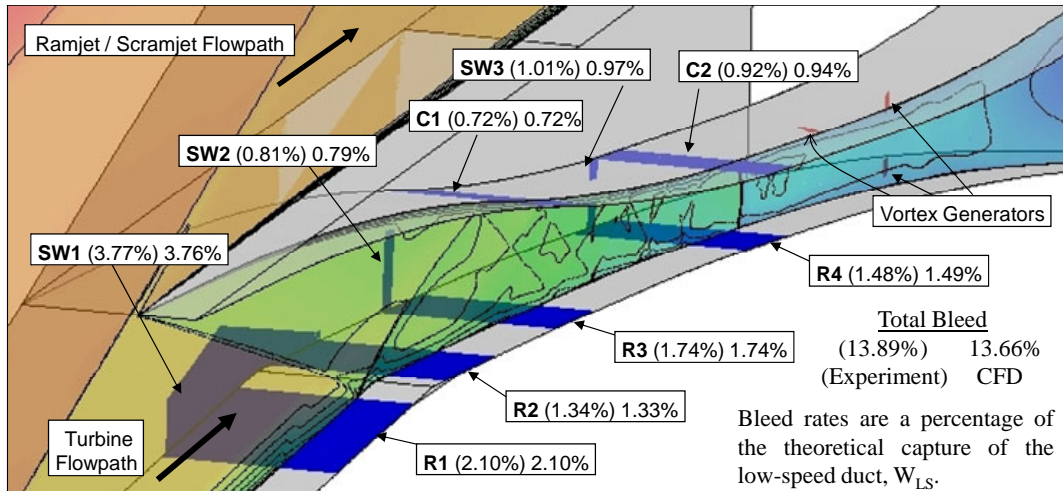 Ramjet / Scramjet Flowpath
SW3 (1.01%) 0.97%
C2 (0.92%) 0.94%
C1 (0.72%) 0.72%
SW2 (0.81%) 0.79%
SW1 (3.77%) 3.76%
Vortex Generators
R4 (1.48%) 1.49%
R3 (1.74%) 1.74%
R2 (1.34%) 1.33%
R1 (2.10%) 2.10%
Turbine
Flowpath
Total Bleed
(13.89%) 13.66%
(Experiment) CFD
Bleed rates are a percentage of
the theoretical capture of the
low-speed duct, W_LS.